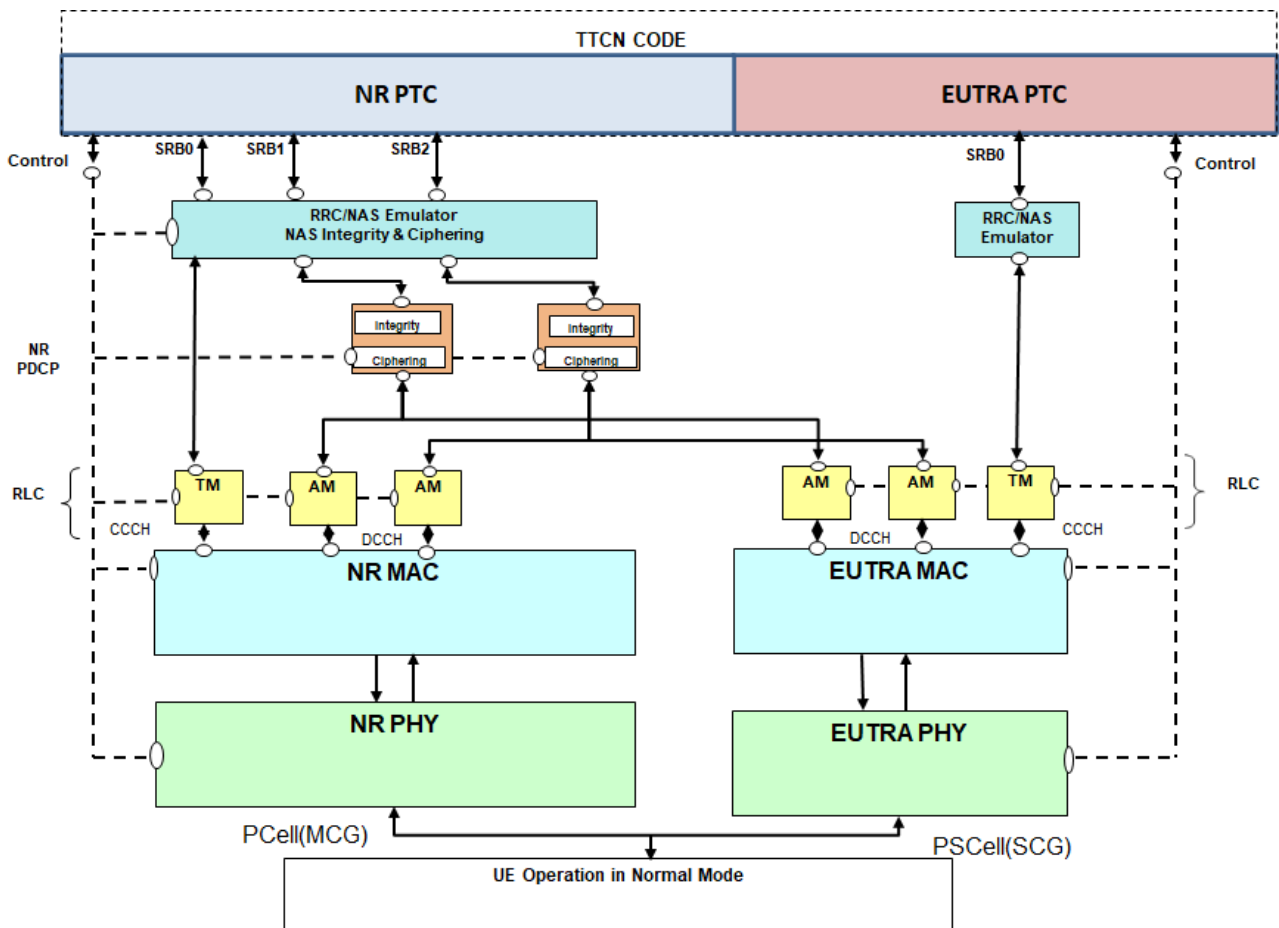 TTCN CODE
NR PTC
EUTRA PTC
Control
SRB0
SRB1
SRB2
SRB0
Control
RRC/NAS Emulator
NAS Integrity & Ciphering
RRC/NAS
Emulator
Integrity
Ciphering
Integrity
Ciphering
NR
PDCP
RLC
TM
AM
AM
AM
AM
TM
RLC
CCCH
DCCH
DCCH
CCCH
NR MAC
EUTRA MAC
NR PHY
EUTRA PHY
PCell(MCG)
PSCell(SCG)
UE Operation in Normal Mode